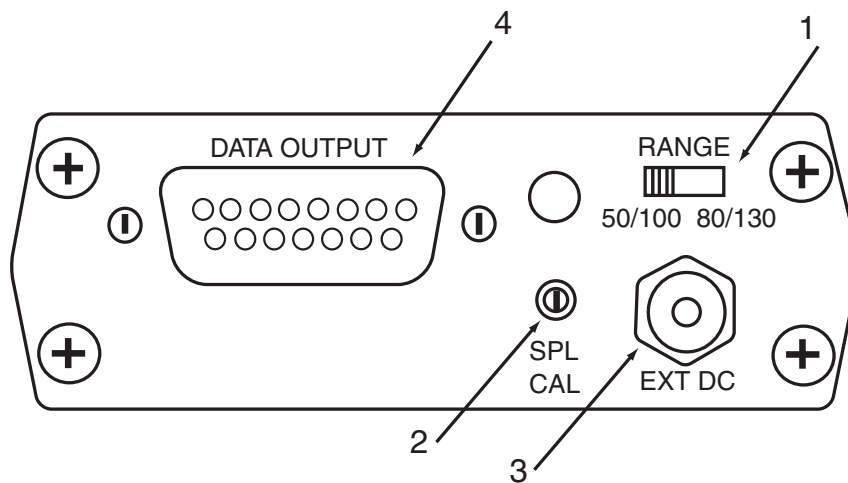 4
1
DATA OUTPUT
RANGE
50/100 80/130
SPL
CAL
EXT DC
2
3